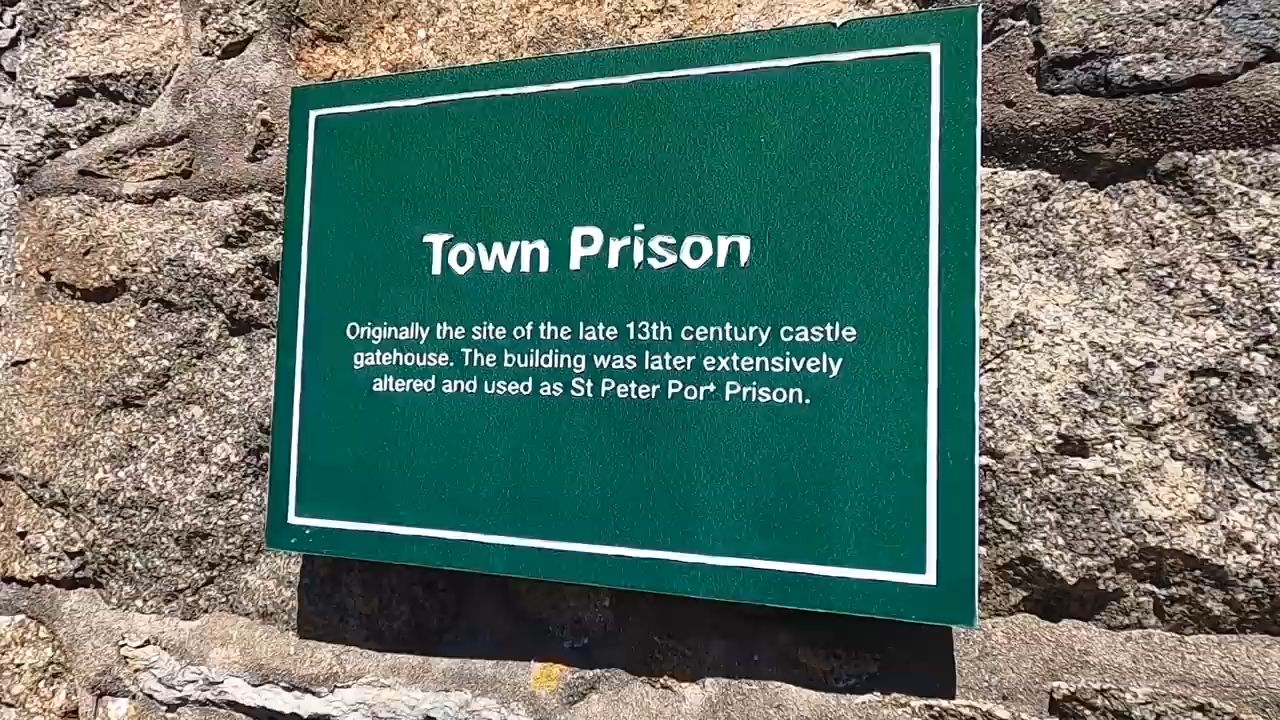 Town Prison
Originally the site of the late 13th century castle
gatehouse. The building was later extensively
altered and used as St Peter Port Prison.